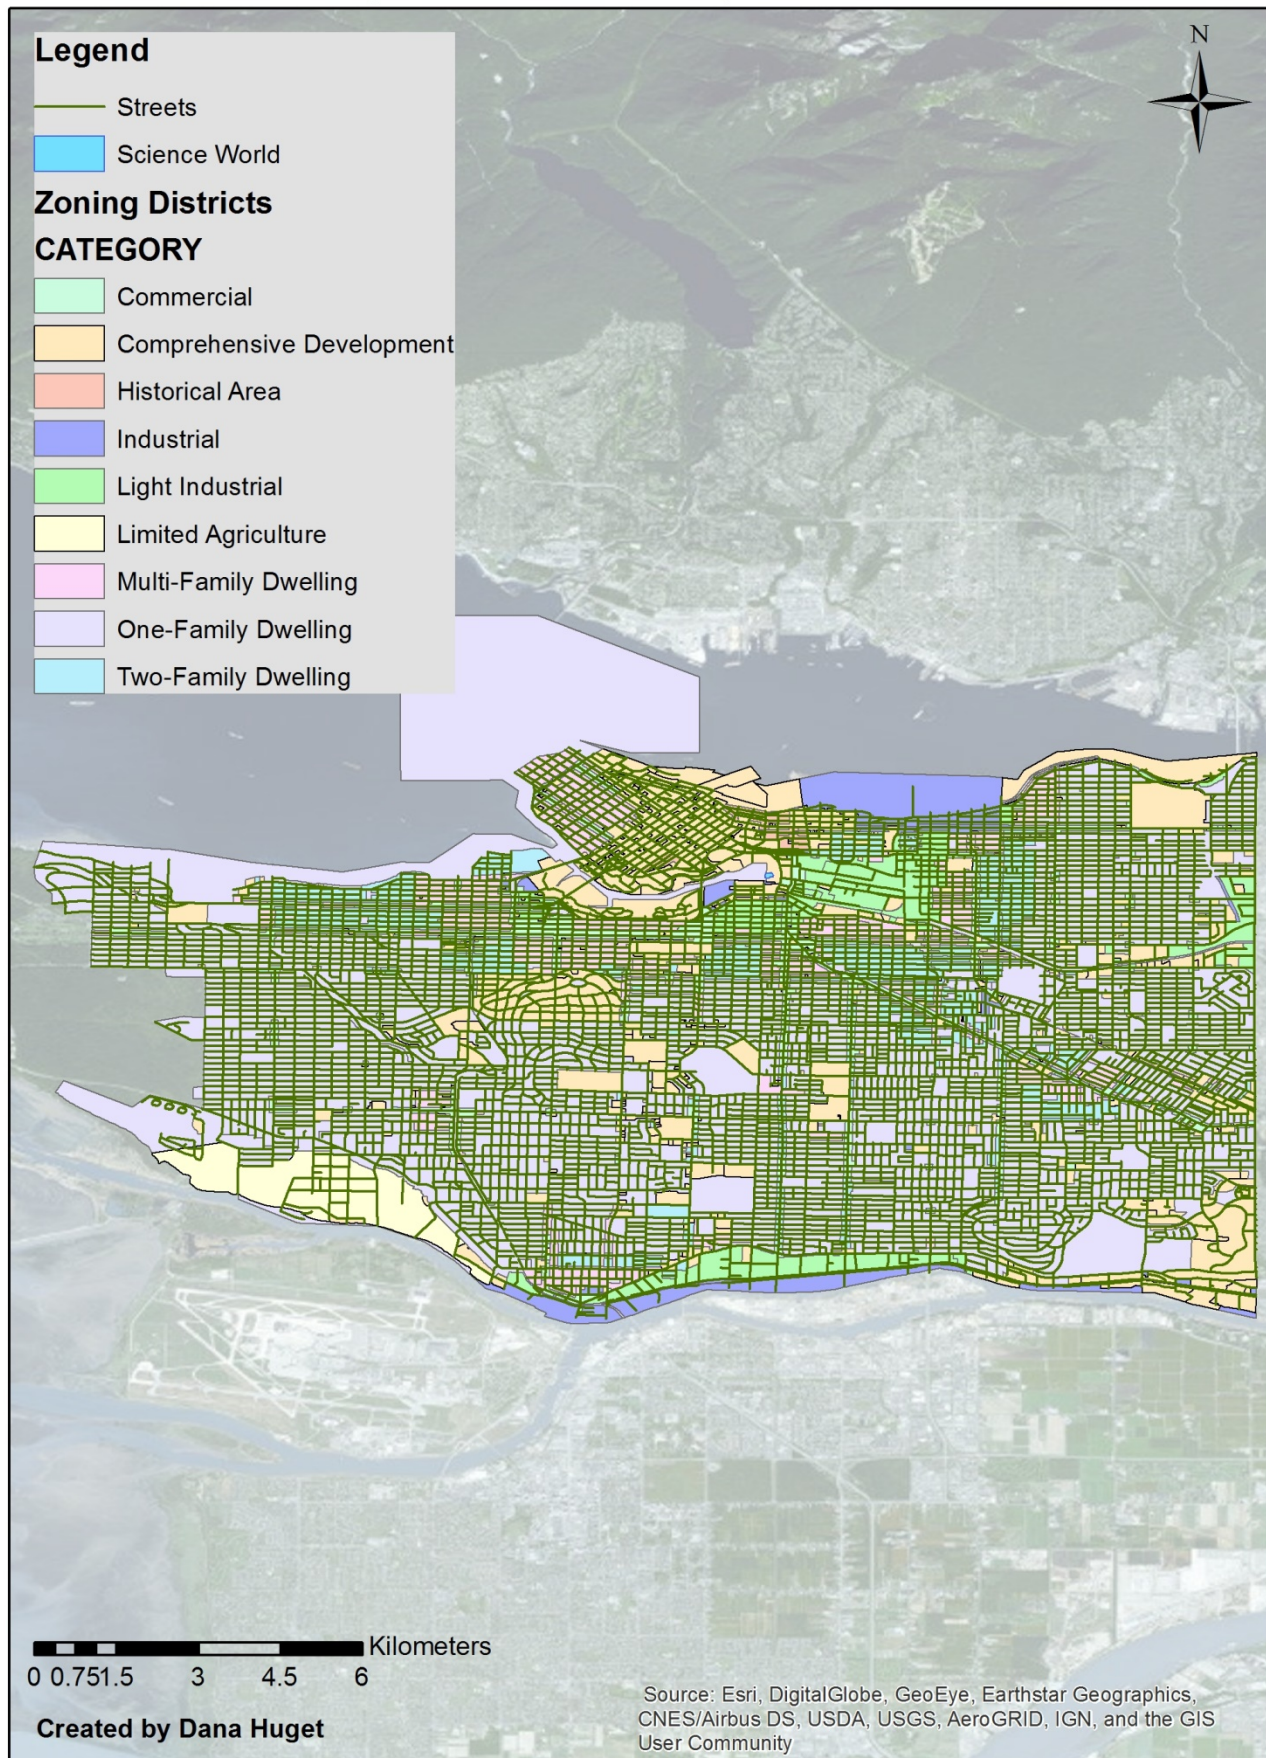 Legend
Streets
Science World
Zoning Districts
CATEGORY
Commercial
Comprehensive Development
Historical Area
Industrial
Light Industrial
Limited Agriculture
Multi-Family Dwelling
One-Family Dwelling
Two-Family Dwelling
N
Kilometers
0 0.75 1.5 3 4.5 6
Created by Dana Huget
Source: Esri, DigitalGlobe, GeoEye, Earthstar Geographics,
CNES/Airbus DS, USDA, USGS, AeroGRID, IGN, and the GIS
User Community